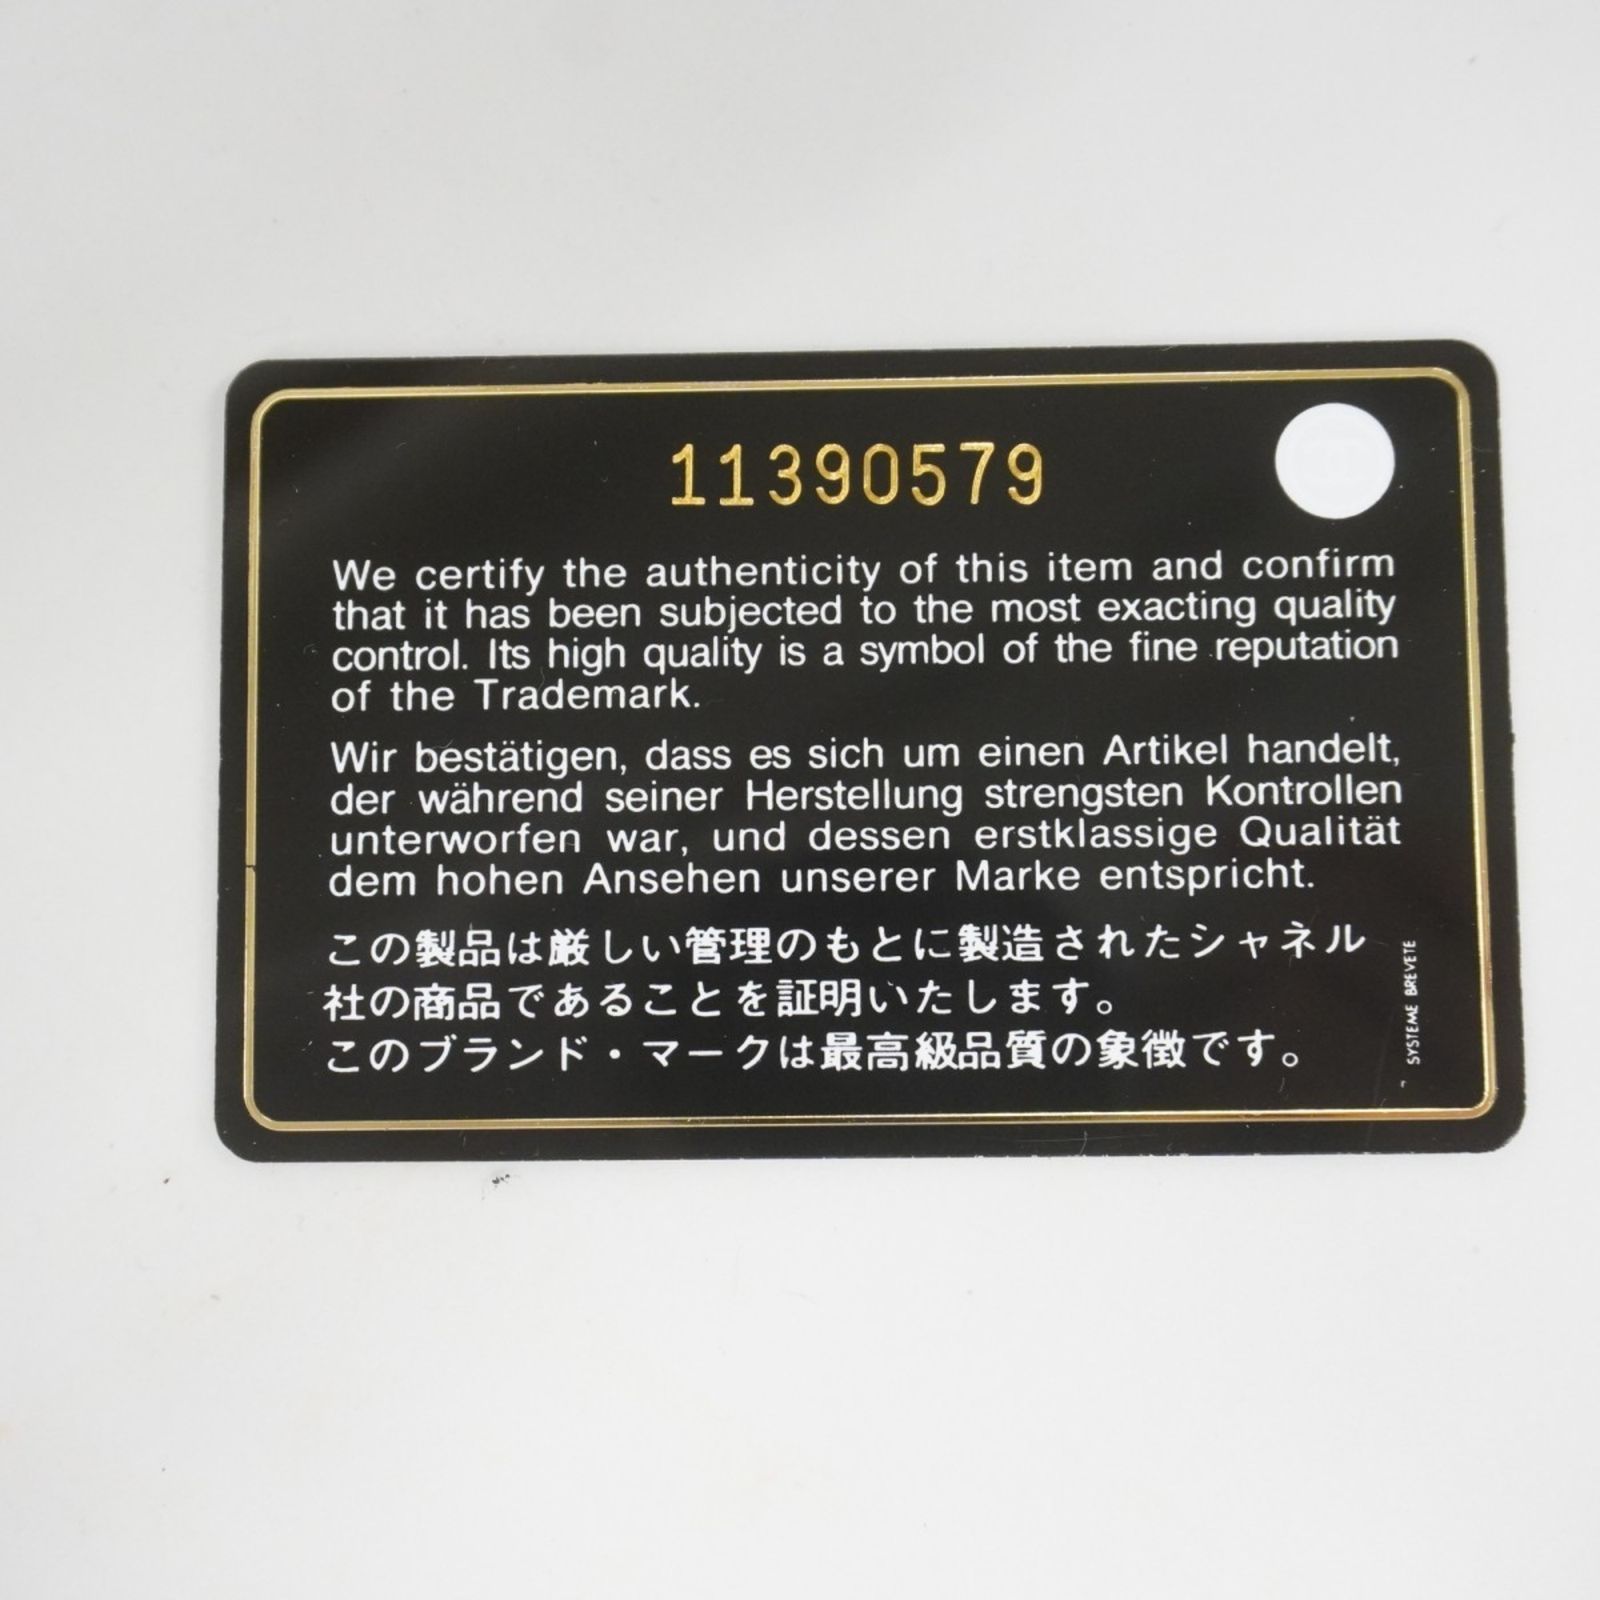 11390579
We certify the authenticity of this item and confirm
that it has been subjected to the most exacting quality
control. Its high quality is a symbol of the fine reputation
of the Trademark.
Wir bestätigen, dass es sich um einen Artikel handelt,
der während seiner Herstellung strengsten Kontrollen
unterworfen war, und dessen erstklassige Qualität
dem hohen Ansehen unserer Marke entspricht.
この製品は厳しい管理のもとに製造されたシャネル
社の商品であることを証明いたします。
このブランド・マークは最高級品質の象徴です。
SYSTEME BREVETE